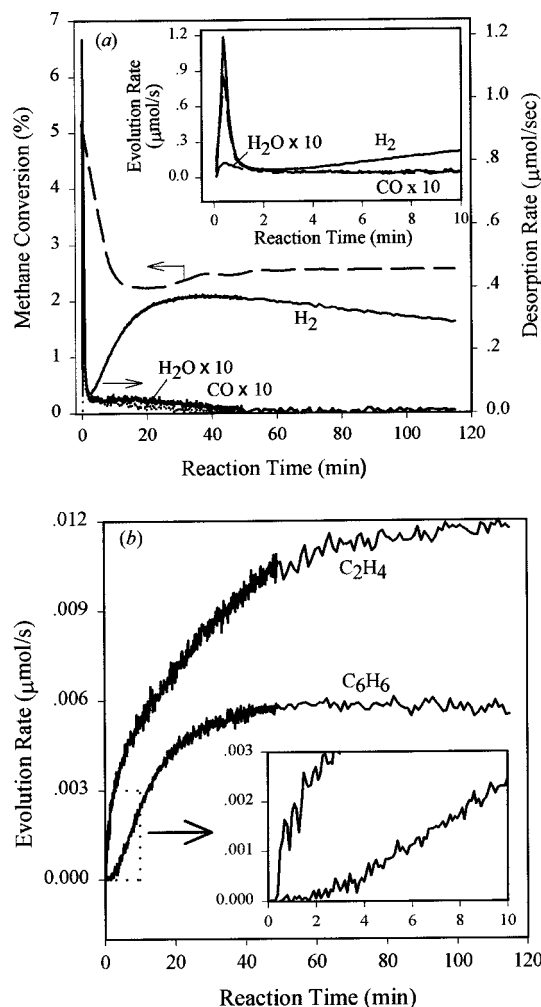 (a)
Methane Conversion (%)
7
6
5
4
3
2
1
0
Desorption Rate (μmol/sec)
1.2
1.0
.8
.6
.4
.2
0.0
Evolution Rate
(μmol/s)
1.2
.9
.6
.3
0.0
H2O x 10
H2
CO x 10
0 2 4 6 8 10
Reaction Time (min)
H2
H2O x 10
CO x 10
0 20 40 60 80 100 120
Reaction Time (min)
(b)
Evolution Rate (μmol/s)
.012
.009
.006
.003
0.000
C2H4
C6H6
.003
.002
.001
0.000
0 2 4 6 8 10
0 20 40 60 80 100 120
Reaction Time (min)